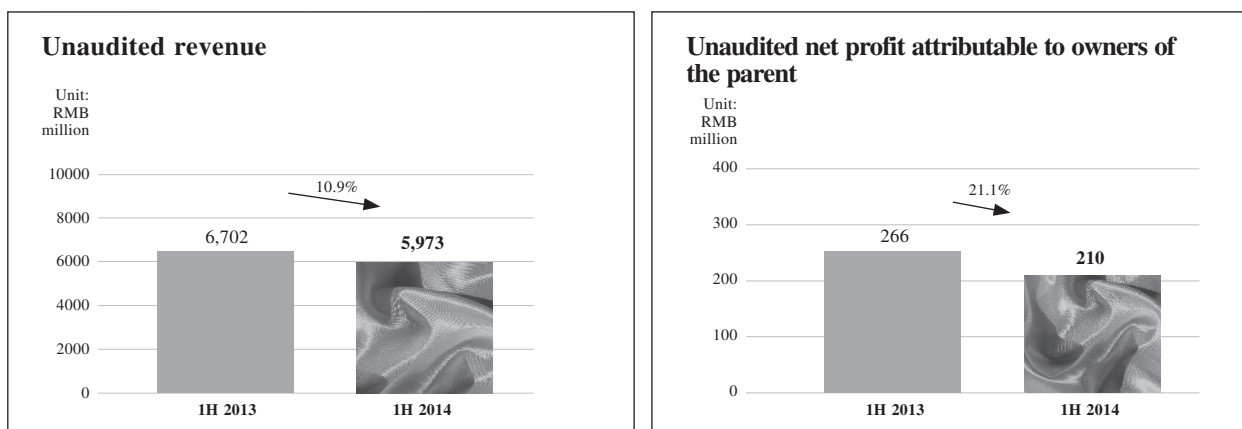 Unaudited revenue
Unit:
RMB
million
10000
8000
6000
4000
2000
0
10.9%
6,702
5,973
1H 2013
1H 2014
Unaudited net profit attributable to owners of
the parent
Unit:
RMB
million
400
300
200
100
0
21.1%
266
210
1H 2013
1H 2014